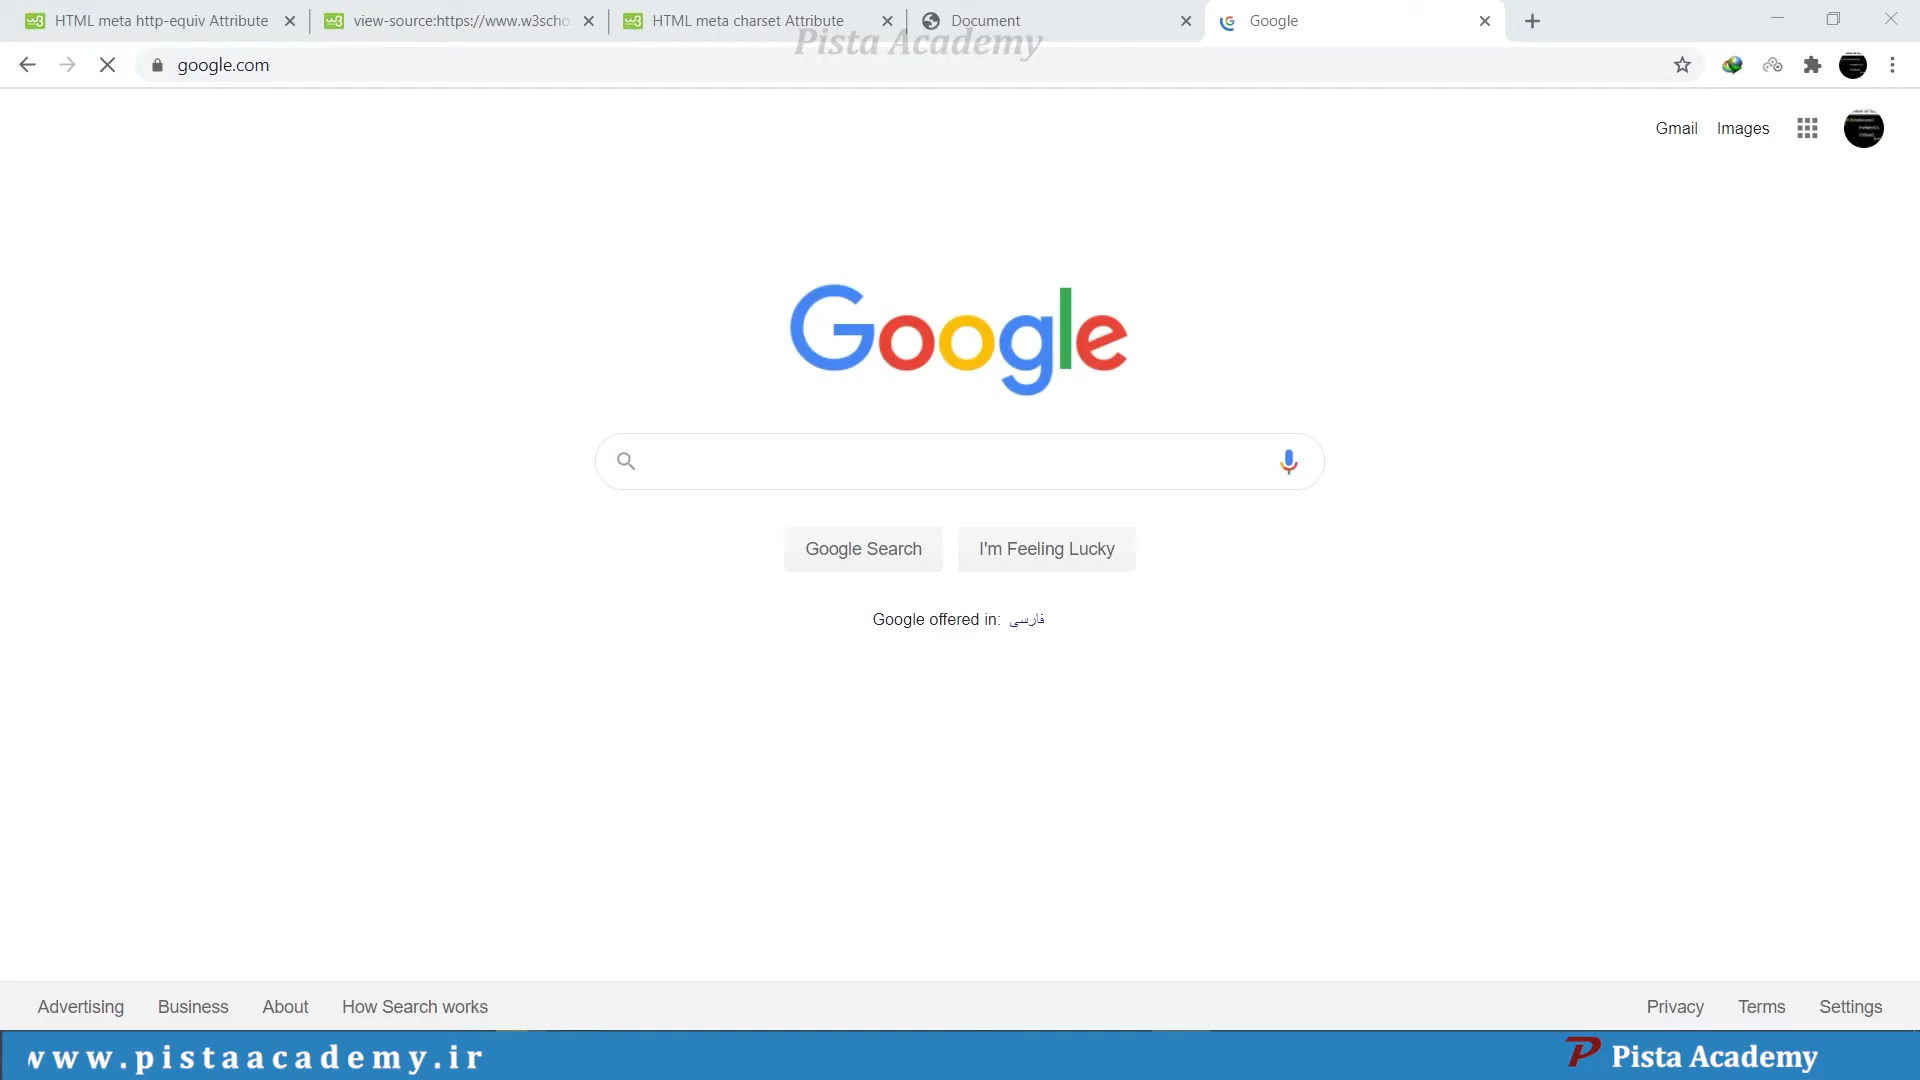 HTML meta http-equiv Attribute
view-source:https://www.w3scho
HTML meta charset Attribute
Document
Google
Pista Academy
google.com
Gmail
Images
Google
Google Search
I'm Feeling Lucky
Google offered in: فارسی
Advertising
Business
About
How Search works
Privacy
Terms
Settings
www.pistaacademy.ir
Pista Academy